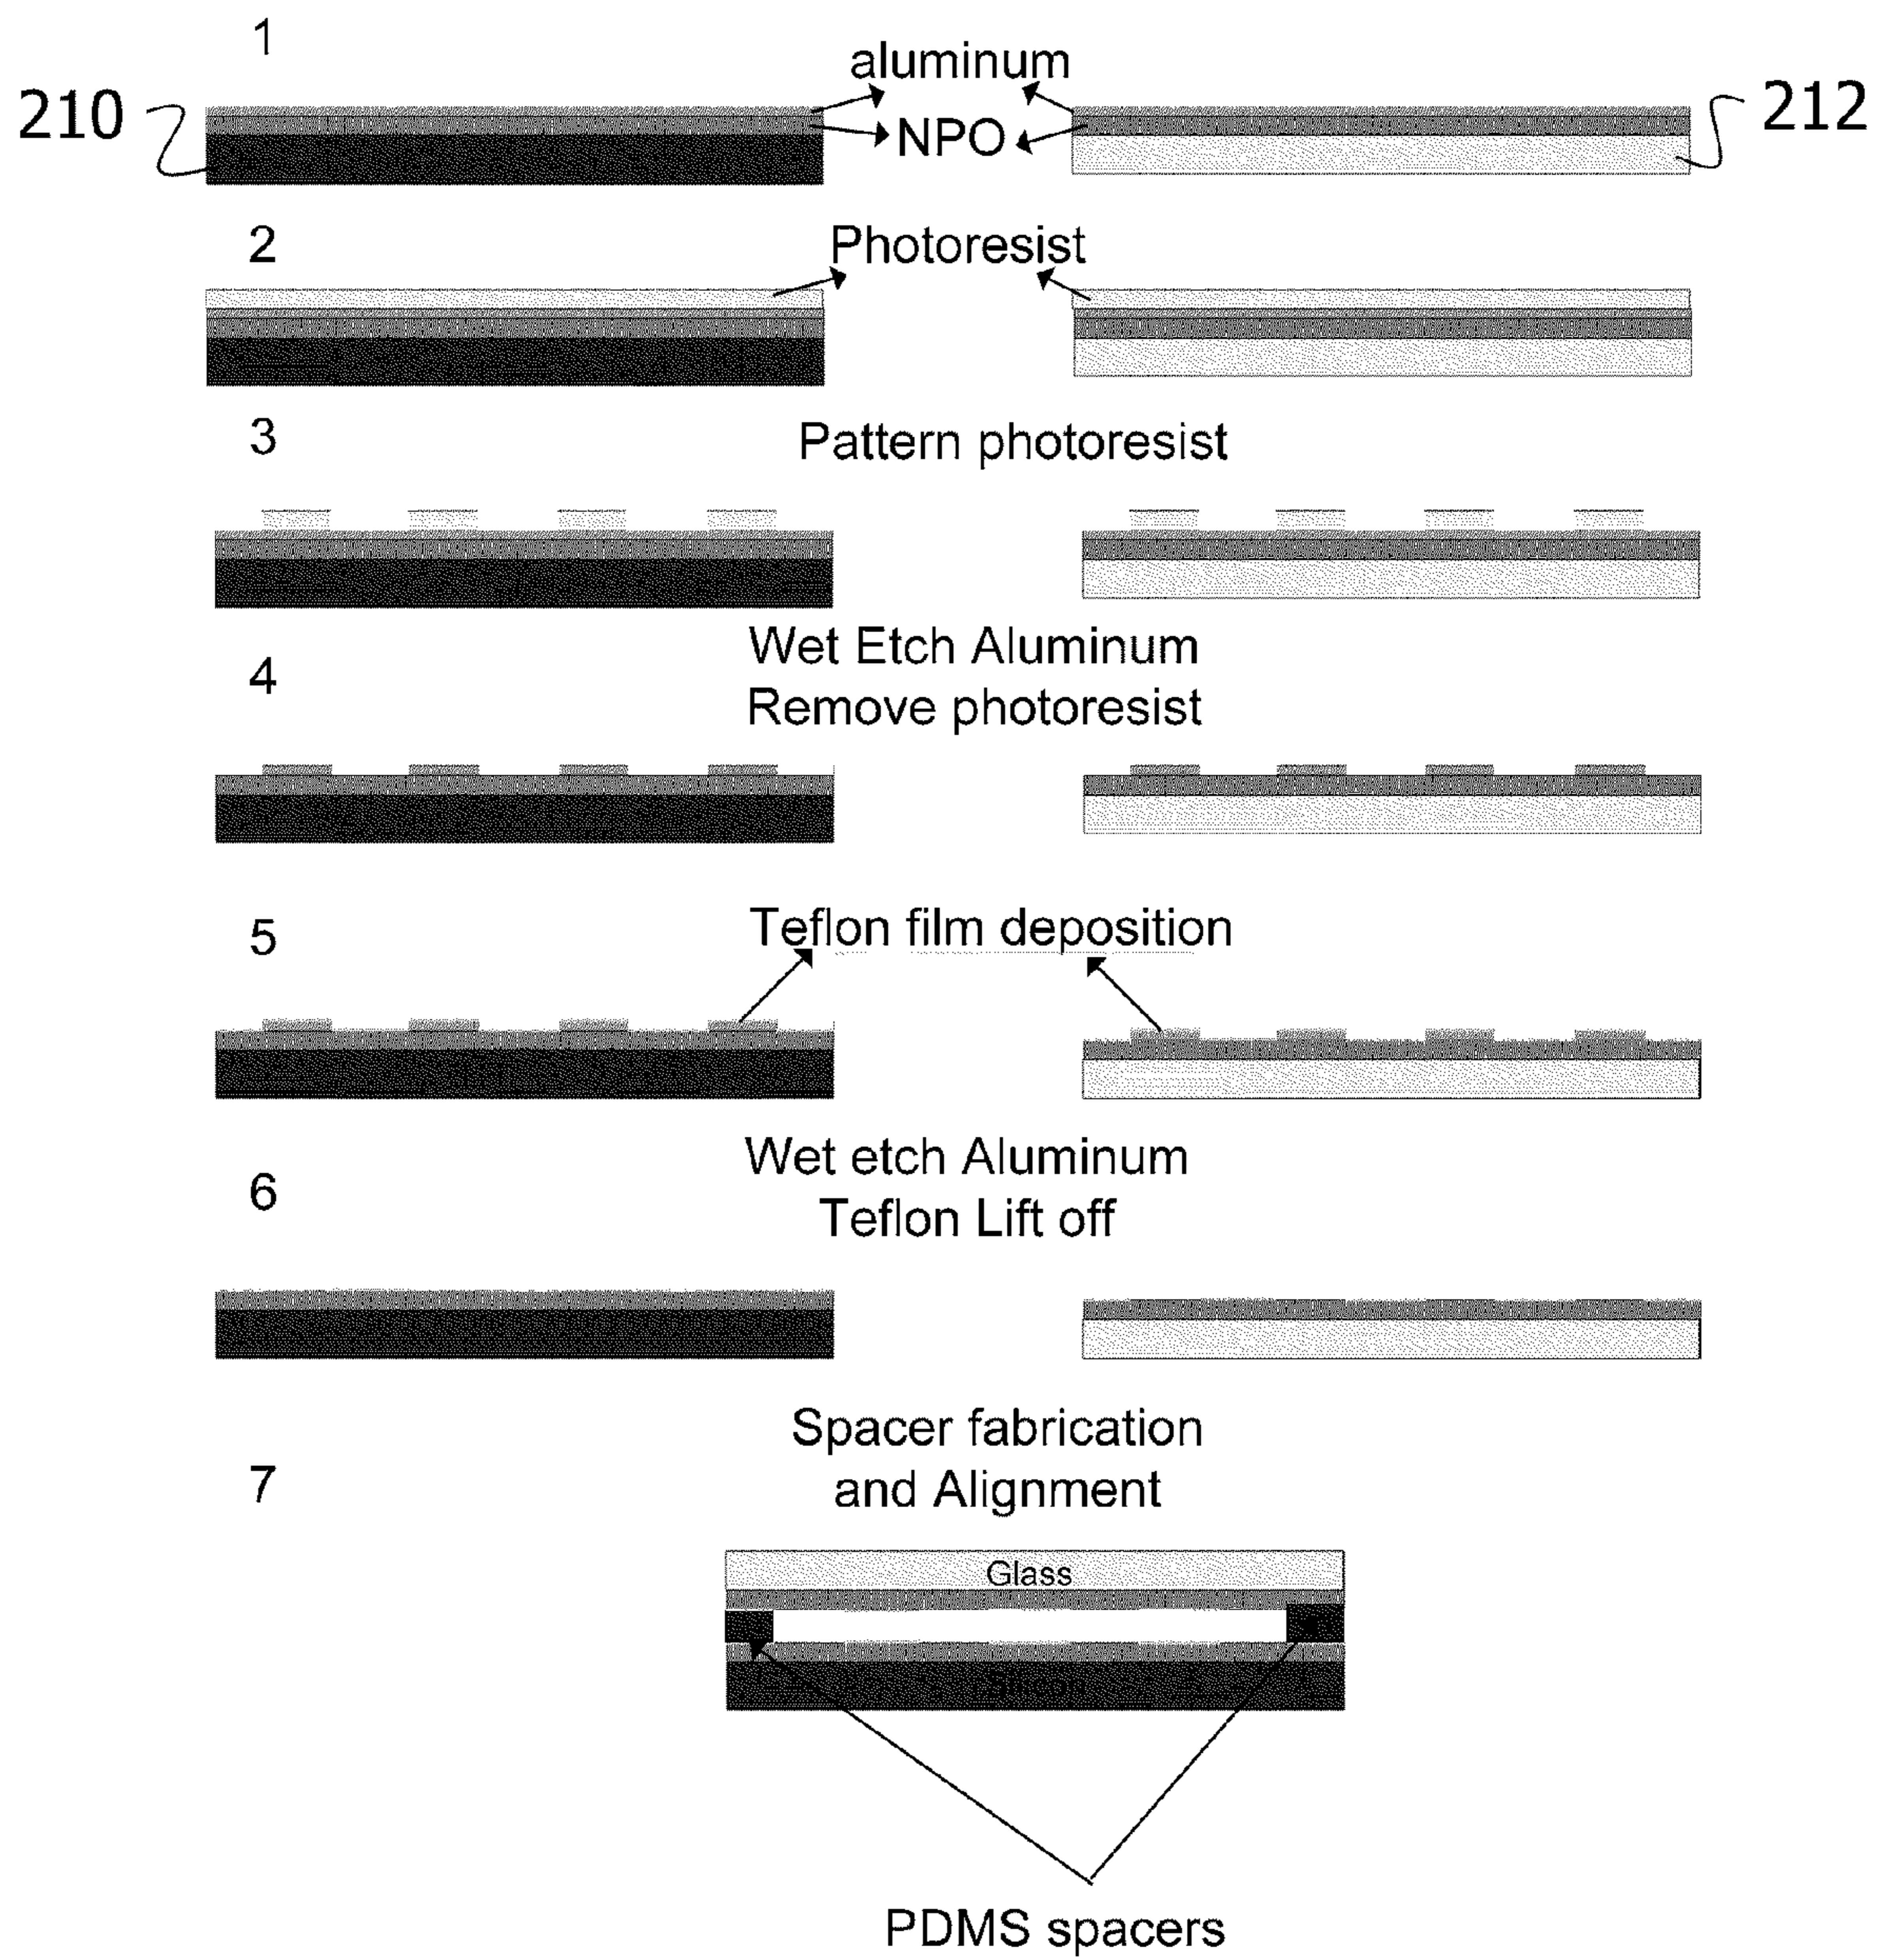 1
210
aluminum
NPO
212
2
Photoresist
3
Pattern photoresist
4
Wet Etch Aluminum
Remove photoresist
5
Teflon film deposition
6
Wet etch Aluminum
Teflon Lift off
7
Spacer fabrication
and Alignment
Glass
Silicon
PDMS spacers